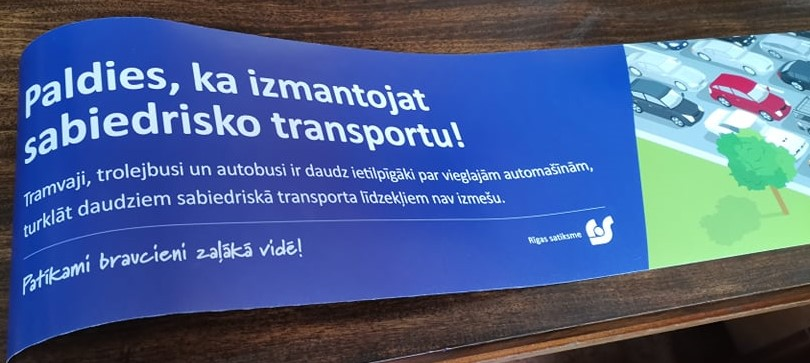 Paldies, ka izmantojat
sabiedrisko transportu!
Tramvaji, trolejbusi un autobusi ir daudz ietilpīgāki par vieglajām automašīnām,
turklāt daudziem sabiedriskā transporta līdzekļiem nav izmešu.
Patīkami braucieni zaļākā vidē!
Rīgas satiksme